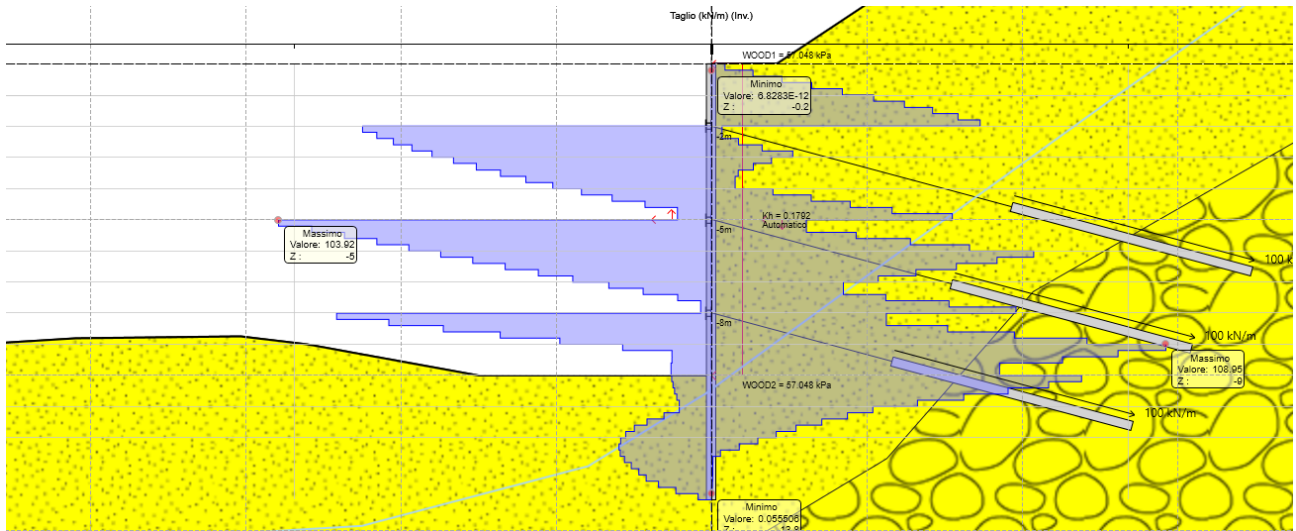 Taglio (kN/m) (Inv.)
WOOD1 = 57.048 kPa
Minimo
Valore: 6.8283E-12
Z : -0.2
-2m
Kh = 0.1792
Automatico
-5m
Massimo
Valore: 103.92
Z : -5
100 k
-8m
100 kN/m
Massimo
Valore: 108.95
Z : -9
WOOD2 = 57.048 kPa
100 kN/m
Minimo
Valore: 0.055506